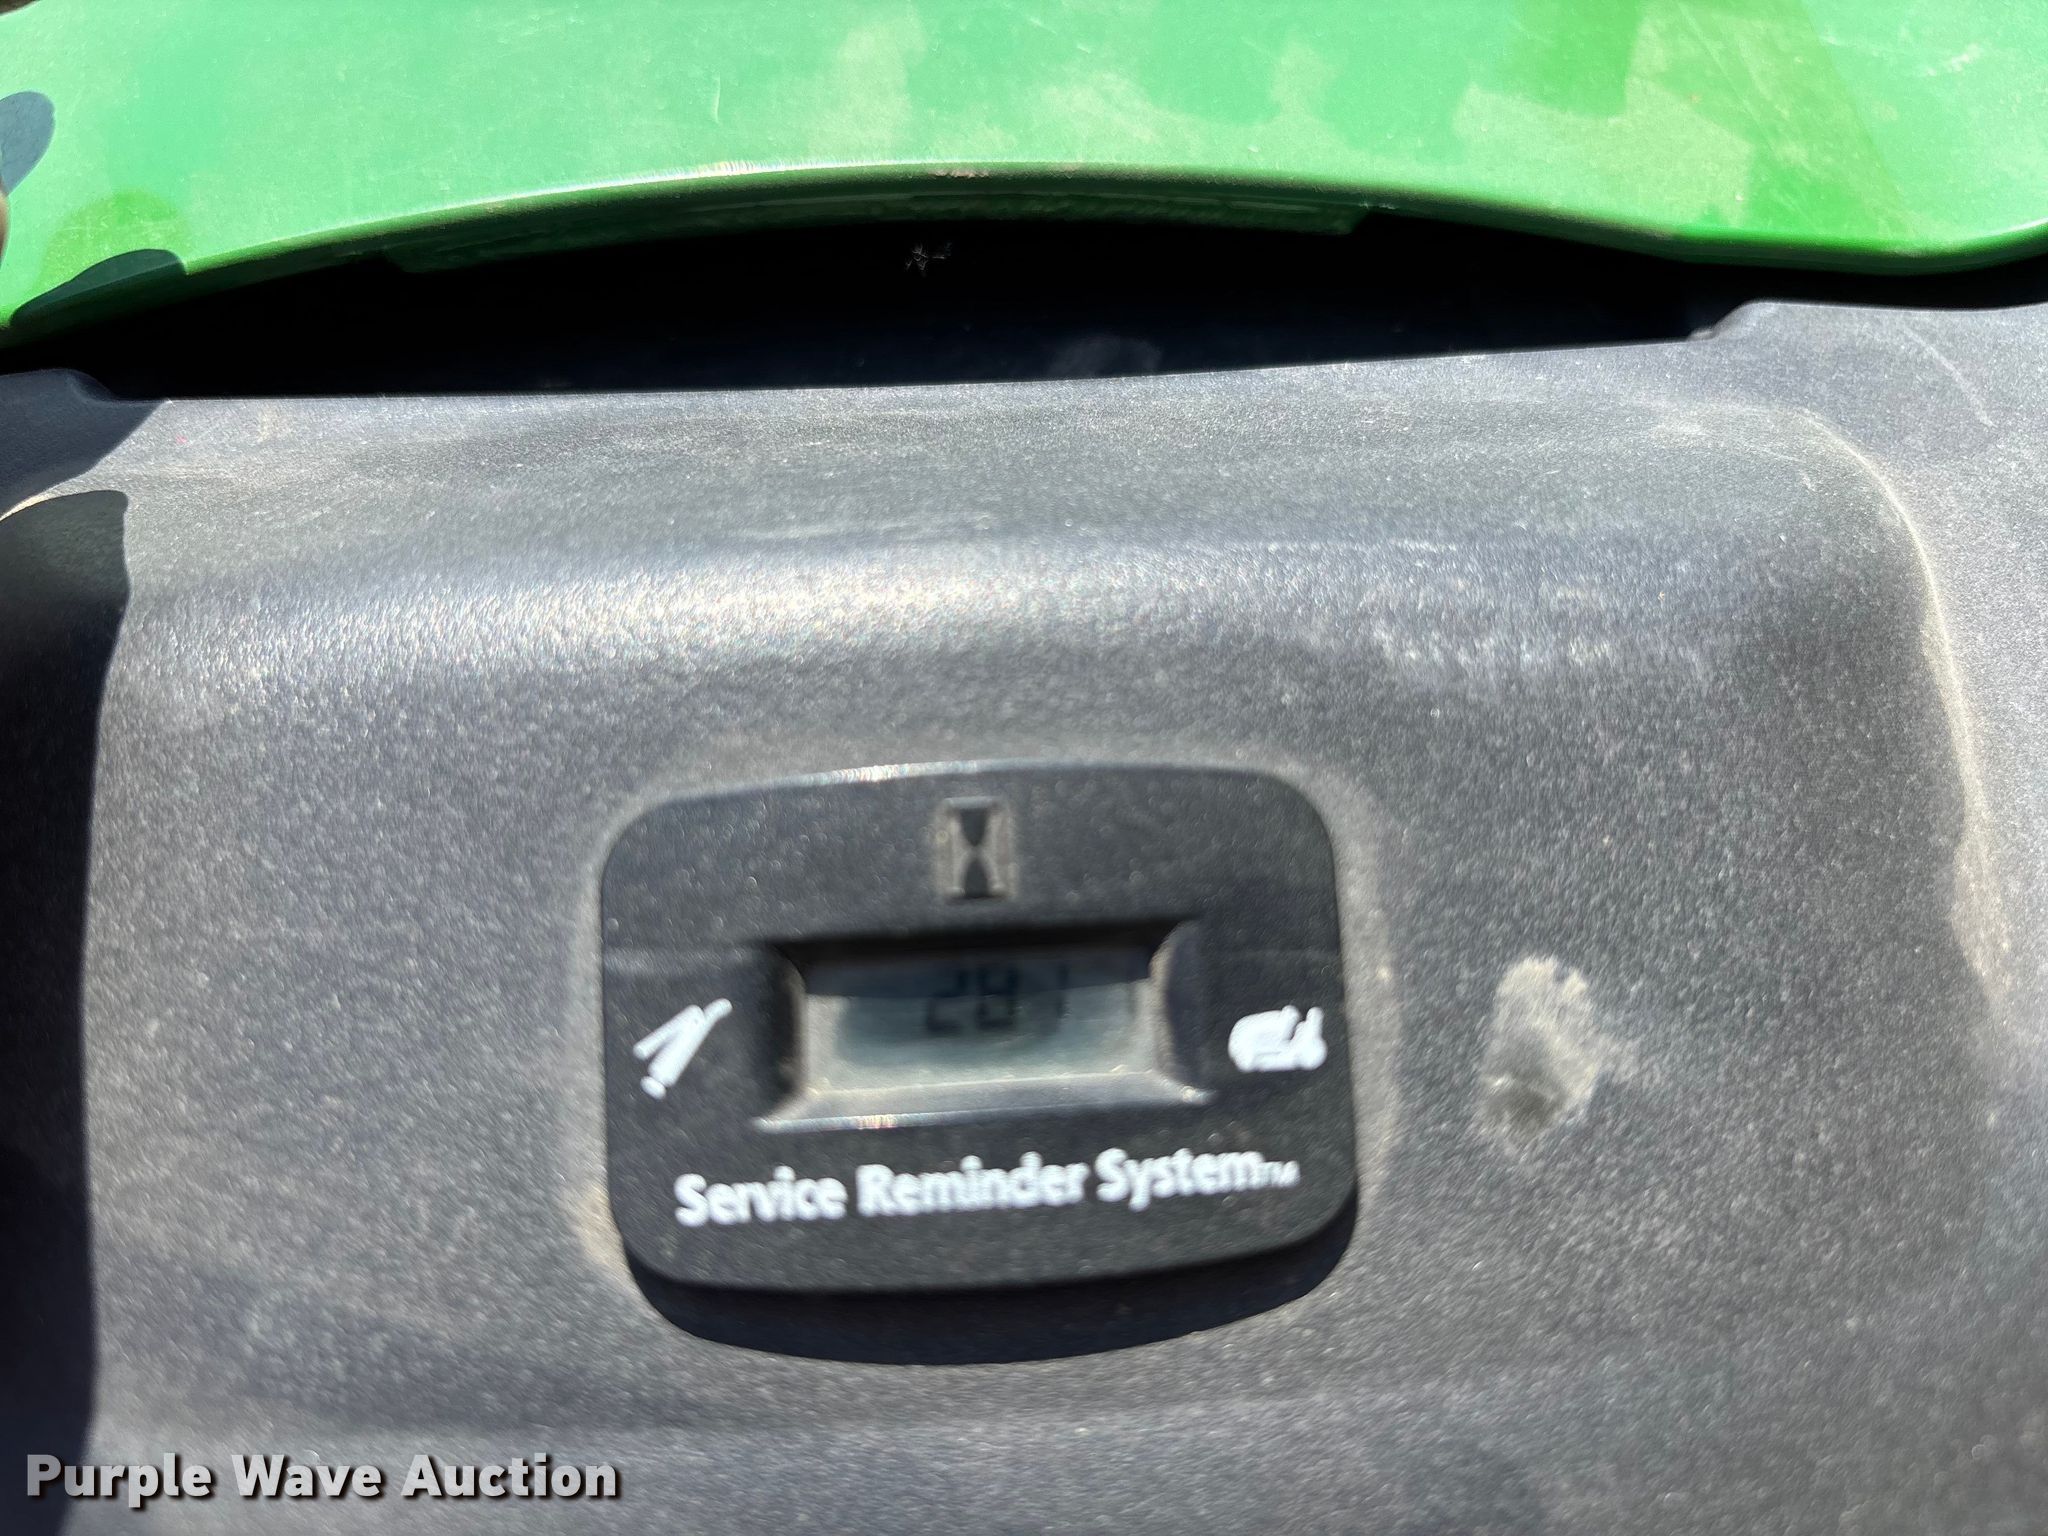 281
Service Reminder System™
Purple Wave Auction